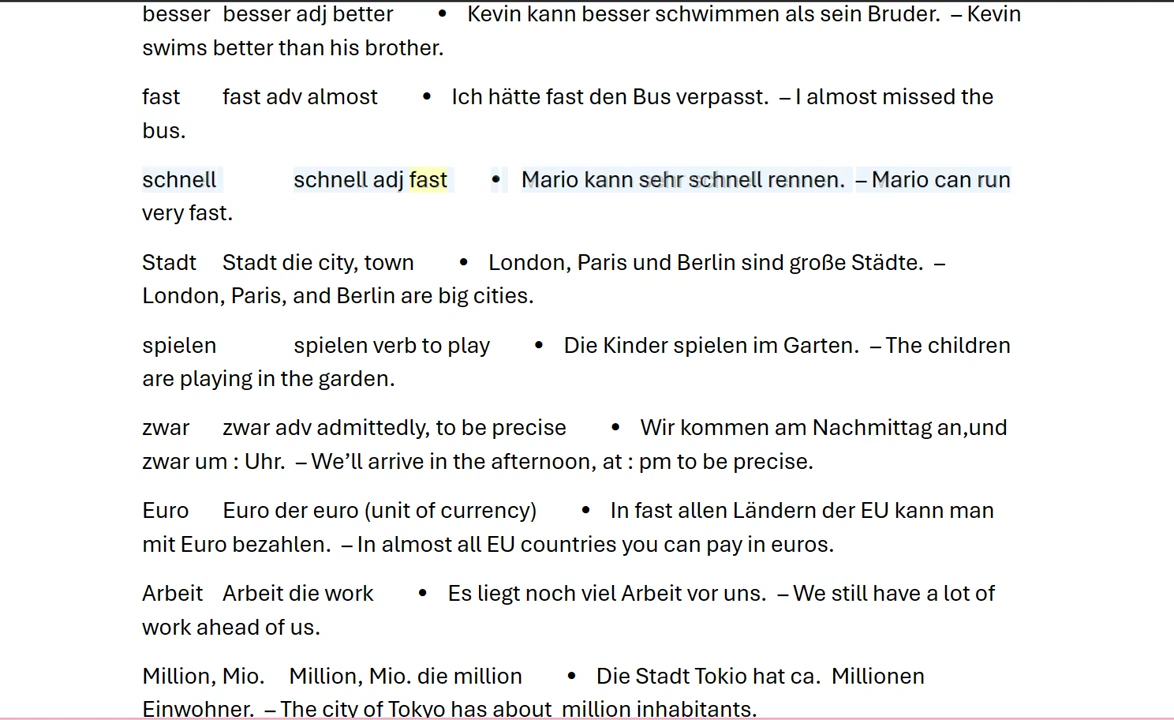 besser besser adj better • Kevin kann besser schwimmen als sein Bruder. – Kevin
swims better than his brother.
fast fast adv almost • Ich hätte fast den Bus verpasst. – I almost missed the
bus.
schnell schnell adj fast • Mario kann sehr schnell rennen. – Mario can run
very fast.
Stadt Stadt die city, town • London, Paris und Berlin sind große Städte. –
London, Paris, and Berlin are big cities.
spielen spielen verb to play • Die Kinder spielen im Garten. – The children
are playing in the garden.
zwar zwar adv admittedly, to be precise • Wir kommen am Nachmittag an,und
zwar um : Uhr. – We’ll arrive in the afternoon, at : pm to be precise.
Euro Euro der euro (unit of currency) • In fast allen Ländern der EU kann man
mit Euro bezahlen. – In almost all EU countries you can pay in euros.
Arbeit Arbeit die work • Es liegt noch viel Arbeit vor uns. – We still have a lot of
work ahead of us.
Million, Mio. Million, Mio. die million • Die Stadt Tokio hat ca. Millionen
Einwohner. – The city of Tokyo has about million inhabitants.